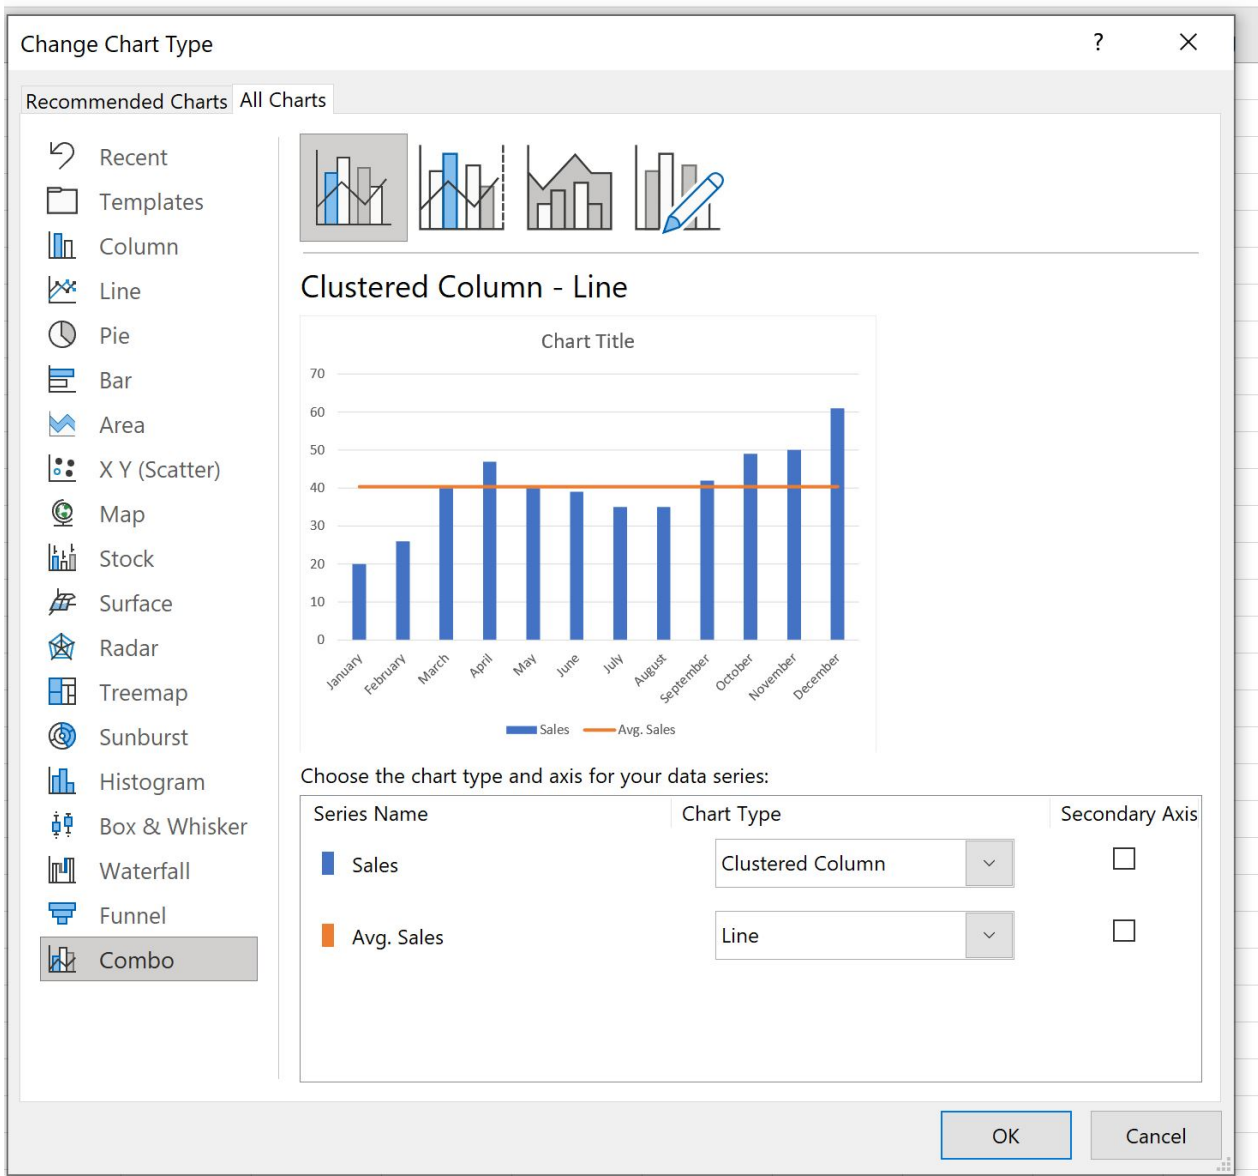 Change Chart Type
?
Recommended Charts
All Charts
Recent
Templates
Column
Line
Pie
Bar
Area
X Y (Scatter)
Map
Stock
Surface
Radar
Treemap
Sunburst
Histogram
Box & Whisker
Waterfall
Funnel
Combo
Clustered Column - Line
Chart Title
70
60
50
40
30
20
10
0
January
February
March
April
May
June
July
August
September
October
November
December
Sales
Avg. Sales
Choose the chart type and axis for your data series:
Series Name Chart Type Secondary Axis
Sales Clustered Column
Avg. Sales Line
OK
Cancel